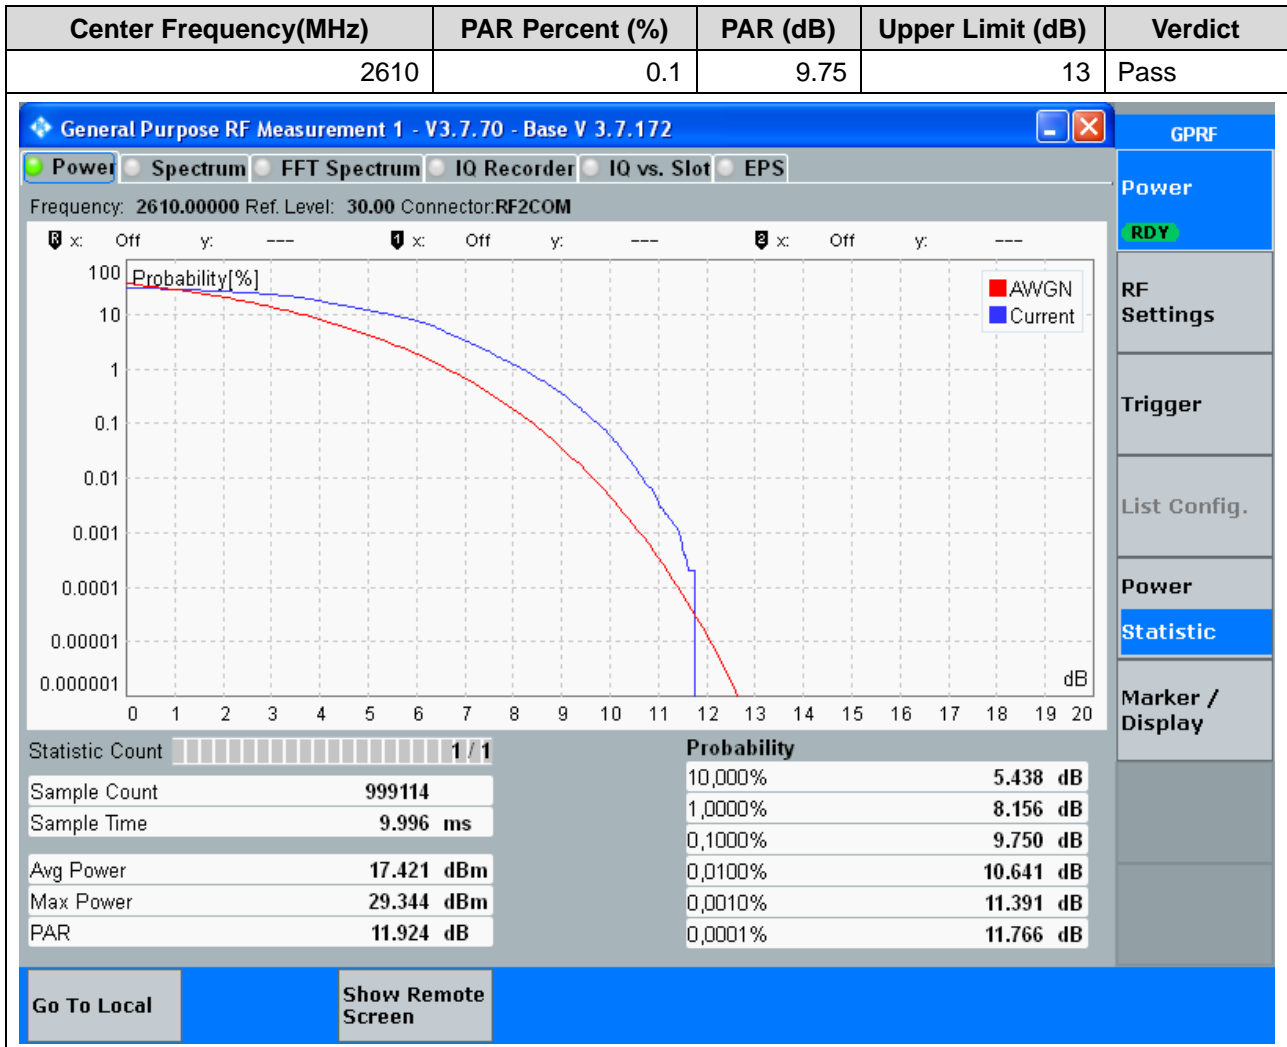 Center Frequency(MHz) PAR Percent (%) PAR (dB) Upper Limit (dB) Verdict
2610 0.1 9.75 13 Pass
General Purpose RF Measurement 1 - V3.7.70 - Base V 3.7.172
GPRF
Power Spectrum FFT Spectrum IQ Recorder IQ vs. Slot EPS
Power
RDY
Frequency: 2610.00000 Ref. Level: 30.00 Connector:RF2COM
R x: Off y: --- 1 x: Off y: --- 2 x: Off y: ---
Probability[%]
AWGN
Current
100
10
1
0.1
0.01
0.001
0.0001
0.00001
0.000001
dB
0 1 2 3 4 5 6 7 8 9 10 11 12 13 14 15 16 17 18 19 20
RF
Settings
Trigger
List Config.
Power
Statistic
Marker /
Display
Statistic Count 1 / 1
Sample Count 999114
Sample Time 9.996 ms
Avg Power 17.421 dBm
Max Power 29.344 dBm
PAR 11.924 dB
Probability
10,000% 5.438 dB
1,0000% 8.156 dB
0,1000% 9.750 dB
0,0100% 10.641 dB
0,0010% 11.391 dB
0,0001% 11.766 dB
Go To Local
Show Remote
Screen